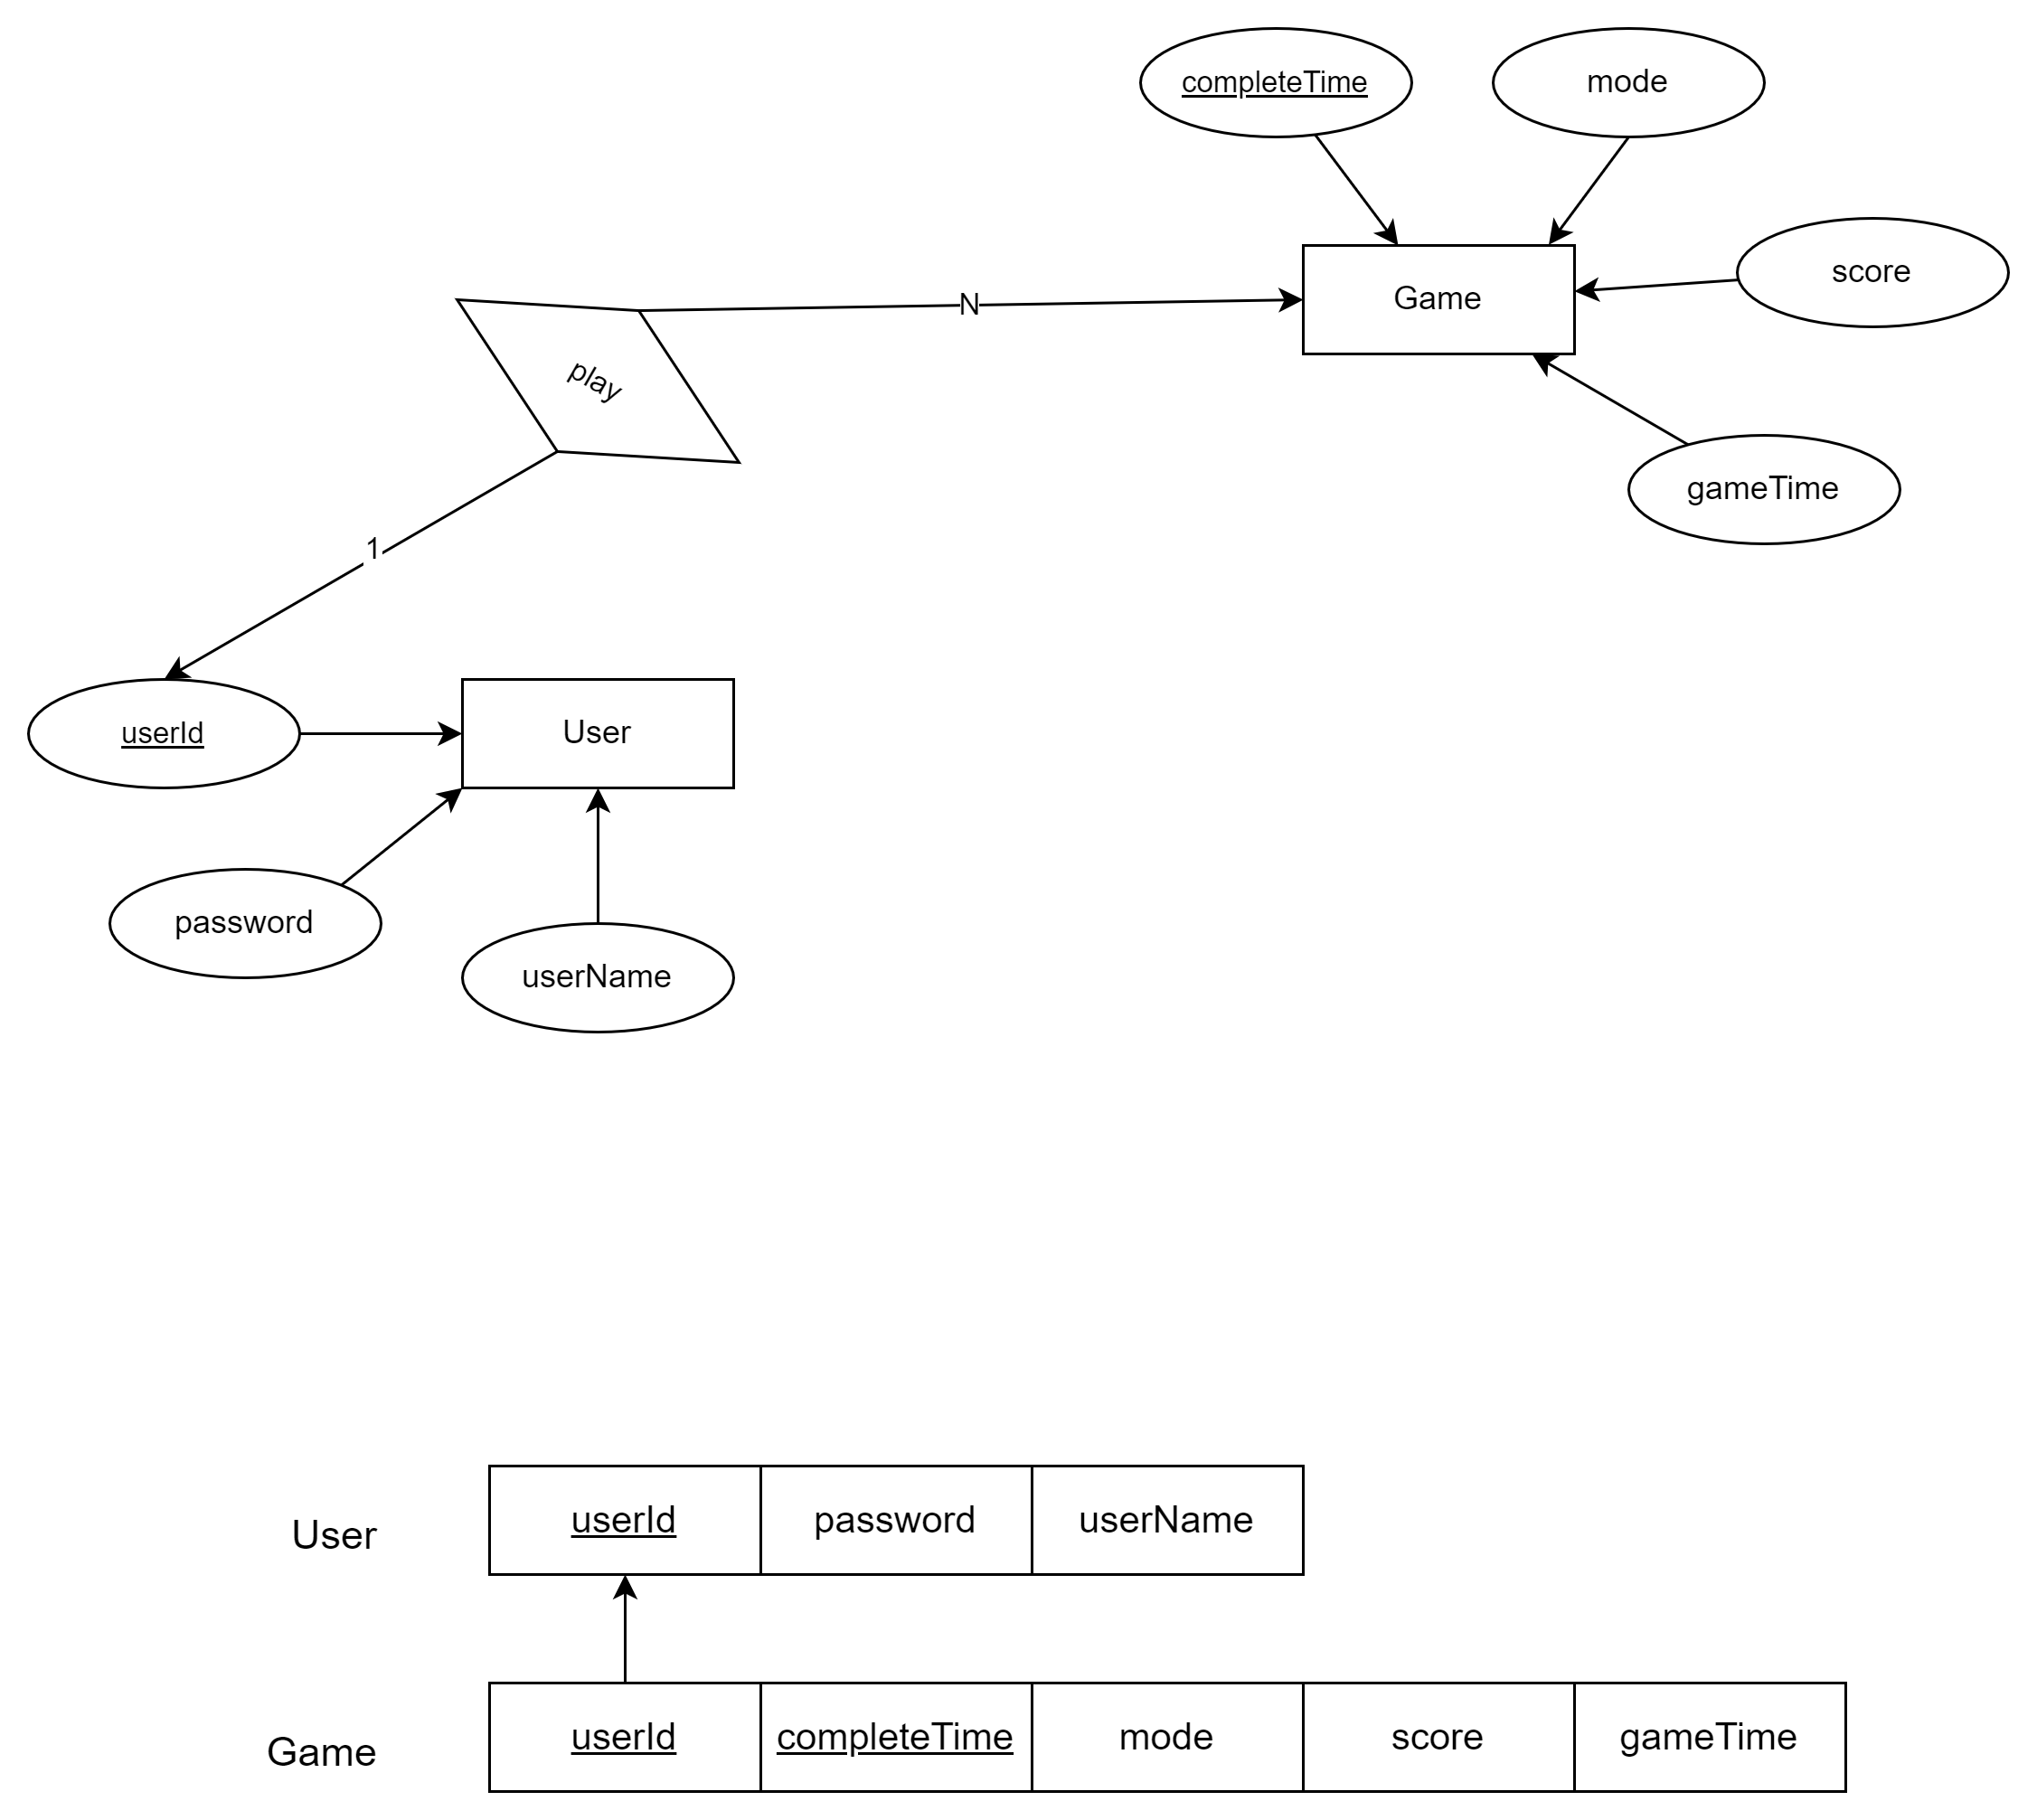 completeTime
mode
score
Game
N
play
gameTime
1
userId
User
password
userName
User
userId
password
userName
Game
userId
completeTime
mode
score
gameTime